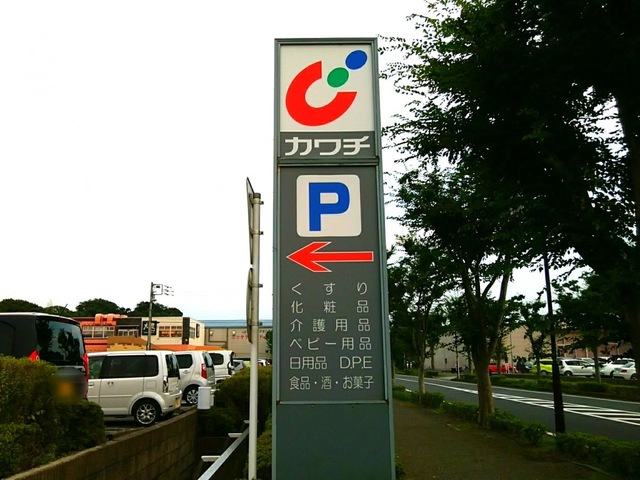 カワチ
P
くすり
化粧品
介護用品
ベビー用品
日用品 D.P.E
食品・酒・お菓子